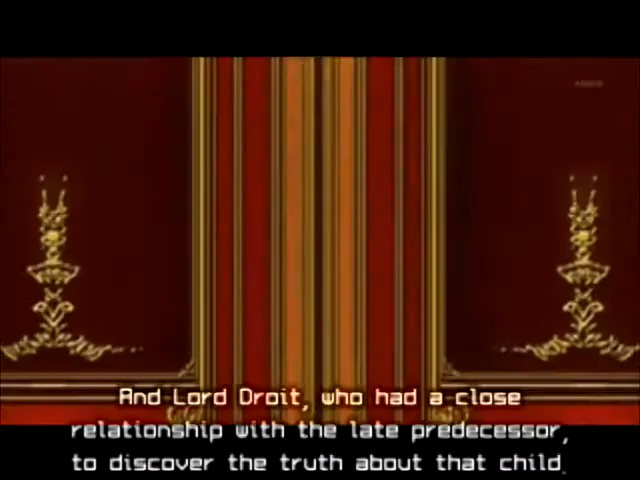 And Lord Droit, who had a close
relationship with the late predecessor,
to discover the truth about that child.